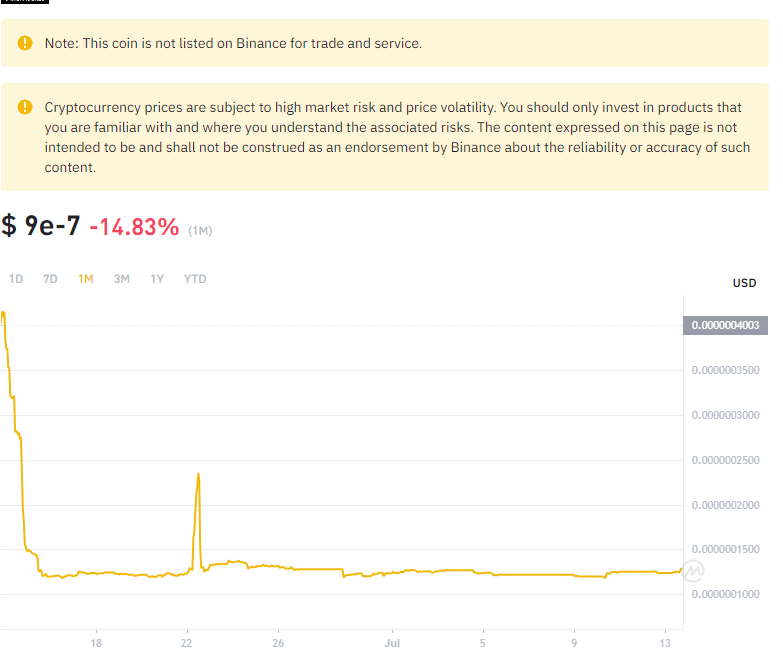 Note: This coin is not listed on Binance for trade and service.
Cryptocurrency prices are subject to high market risk and price volatility. You should only invest in products that
you are familiar with and where you understand the associated risks. The content expressed on this page is not
intended to be and shall not be construed as an endorsement by Binance about the reliability or accuracy of such
content.
$ 9e-7 -14.83% (1M)
1D 7D 1M 3M 1Y YTD
USD
0.0000004003
0.0000003500
0.0000003000
0.0000002500
0.0000002000
0.0000001500
0.0000001000
18 22 26 Jul 5 9 13